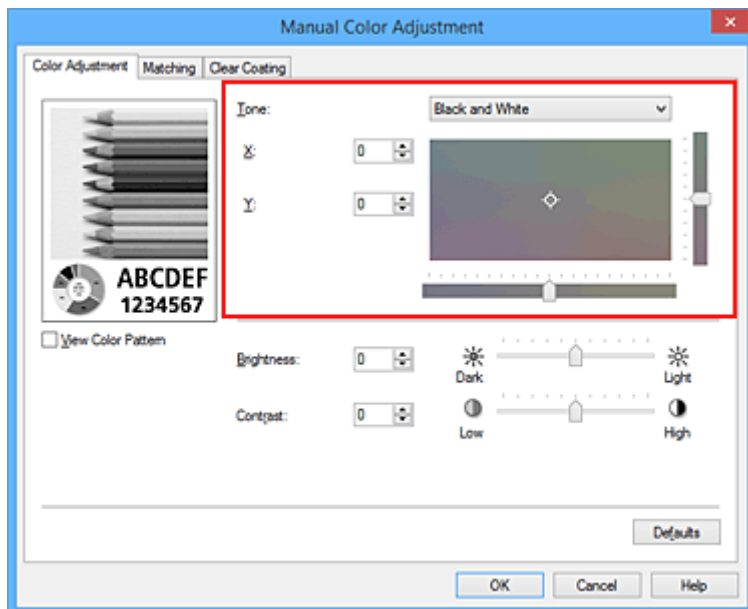 Manual Color Adjustment
Color Adjustment Matching Clear Coating
Tone: Black and White
X: 0
Y: 0
ABCDEF
1234567
View Color Pattern
Brightness: 0
Dark Light
Contrast: 0
Low High
Defaults
OK Cancel Help